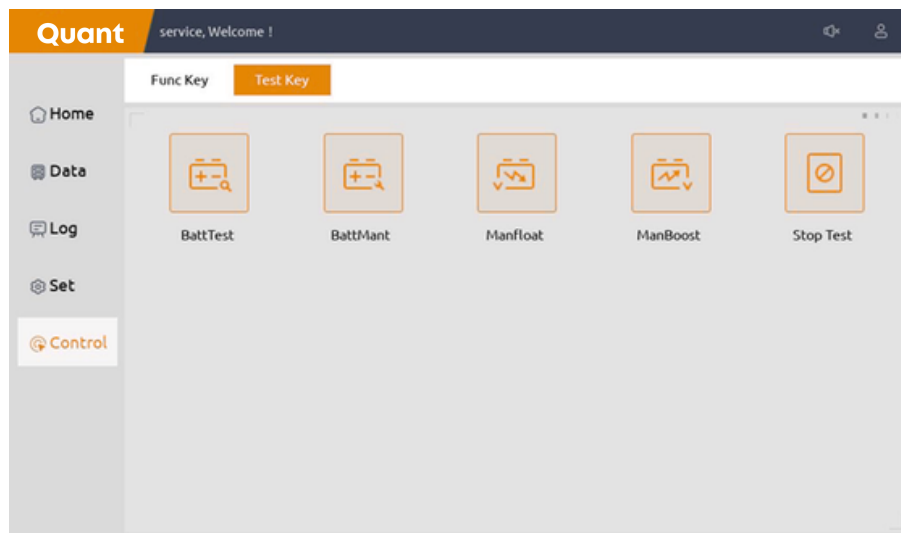 Quant
service, Welcome !
Func Key
Test Key
Home
Data
Log
Set
Control
BattTest
BattMant
Manfloat
ManBoost
Stop Test